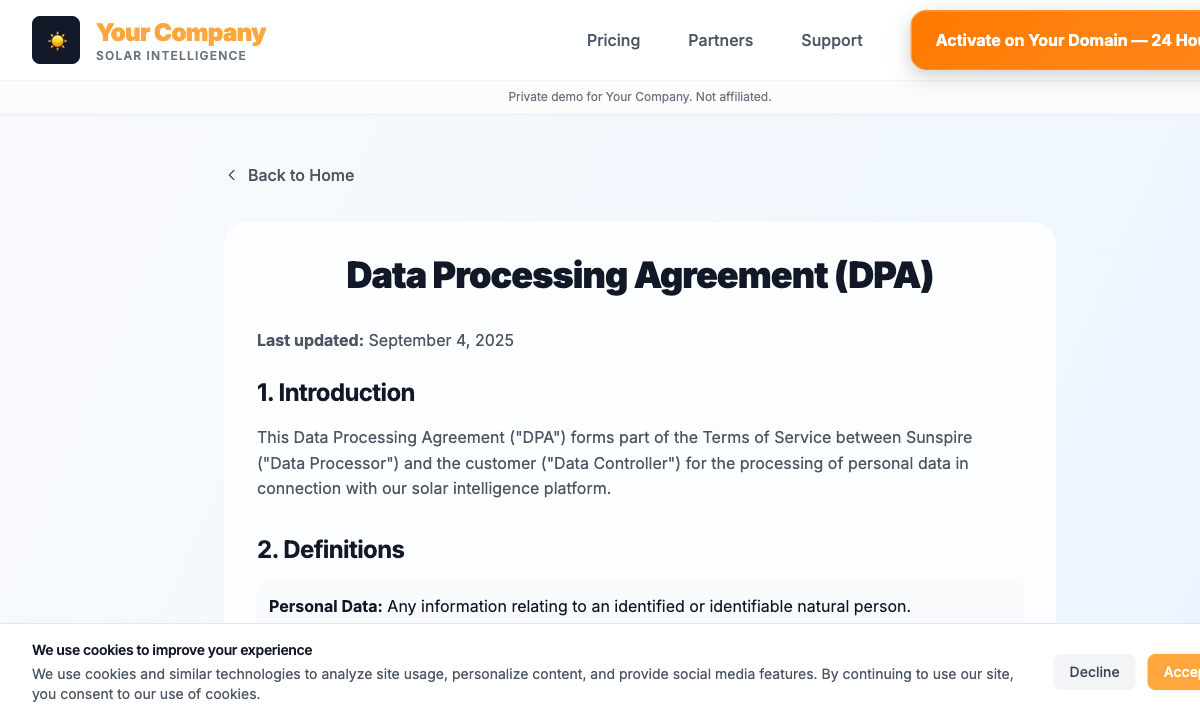 Your Company
SOLAR INTELLIGENCE
Pricing
Partners
Support
Activate on Your Domain — 24
Private demo for Your Company. Not affiliated.
Back to Home
Data Processing Agreement (DPA)
Last updated: September 4, 2025
1. Introduction
This Data Processing Agreement ("DPA") forms part of the Terms of Service between Sunspire
("Data Processor") and the customer ("Data Controller") for the processing of personal data in
connection with our solar intelligence platform.
2. Definitions
Personal Data: Any information relating to an identified or identifiable natural person.
We use cookies to improve your experience
We use cookies and similar technologies to analyze site usage, personalize content, and provide social media features. By continuing to use our site,
you consent to our use of cookies.
Decline